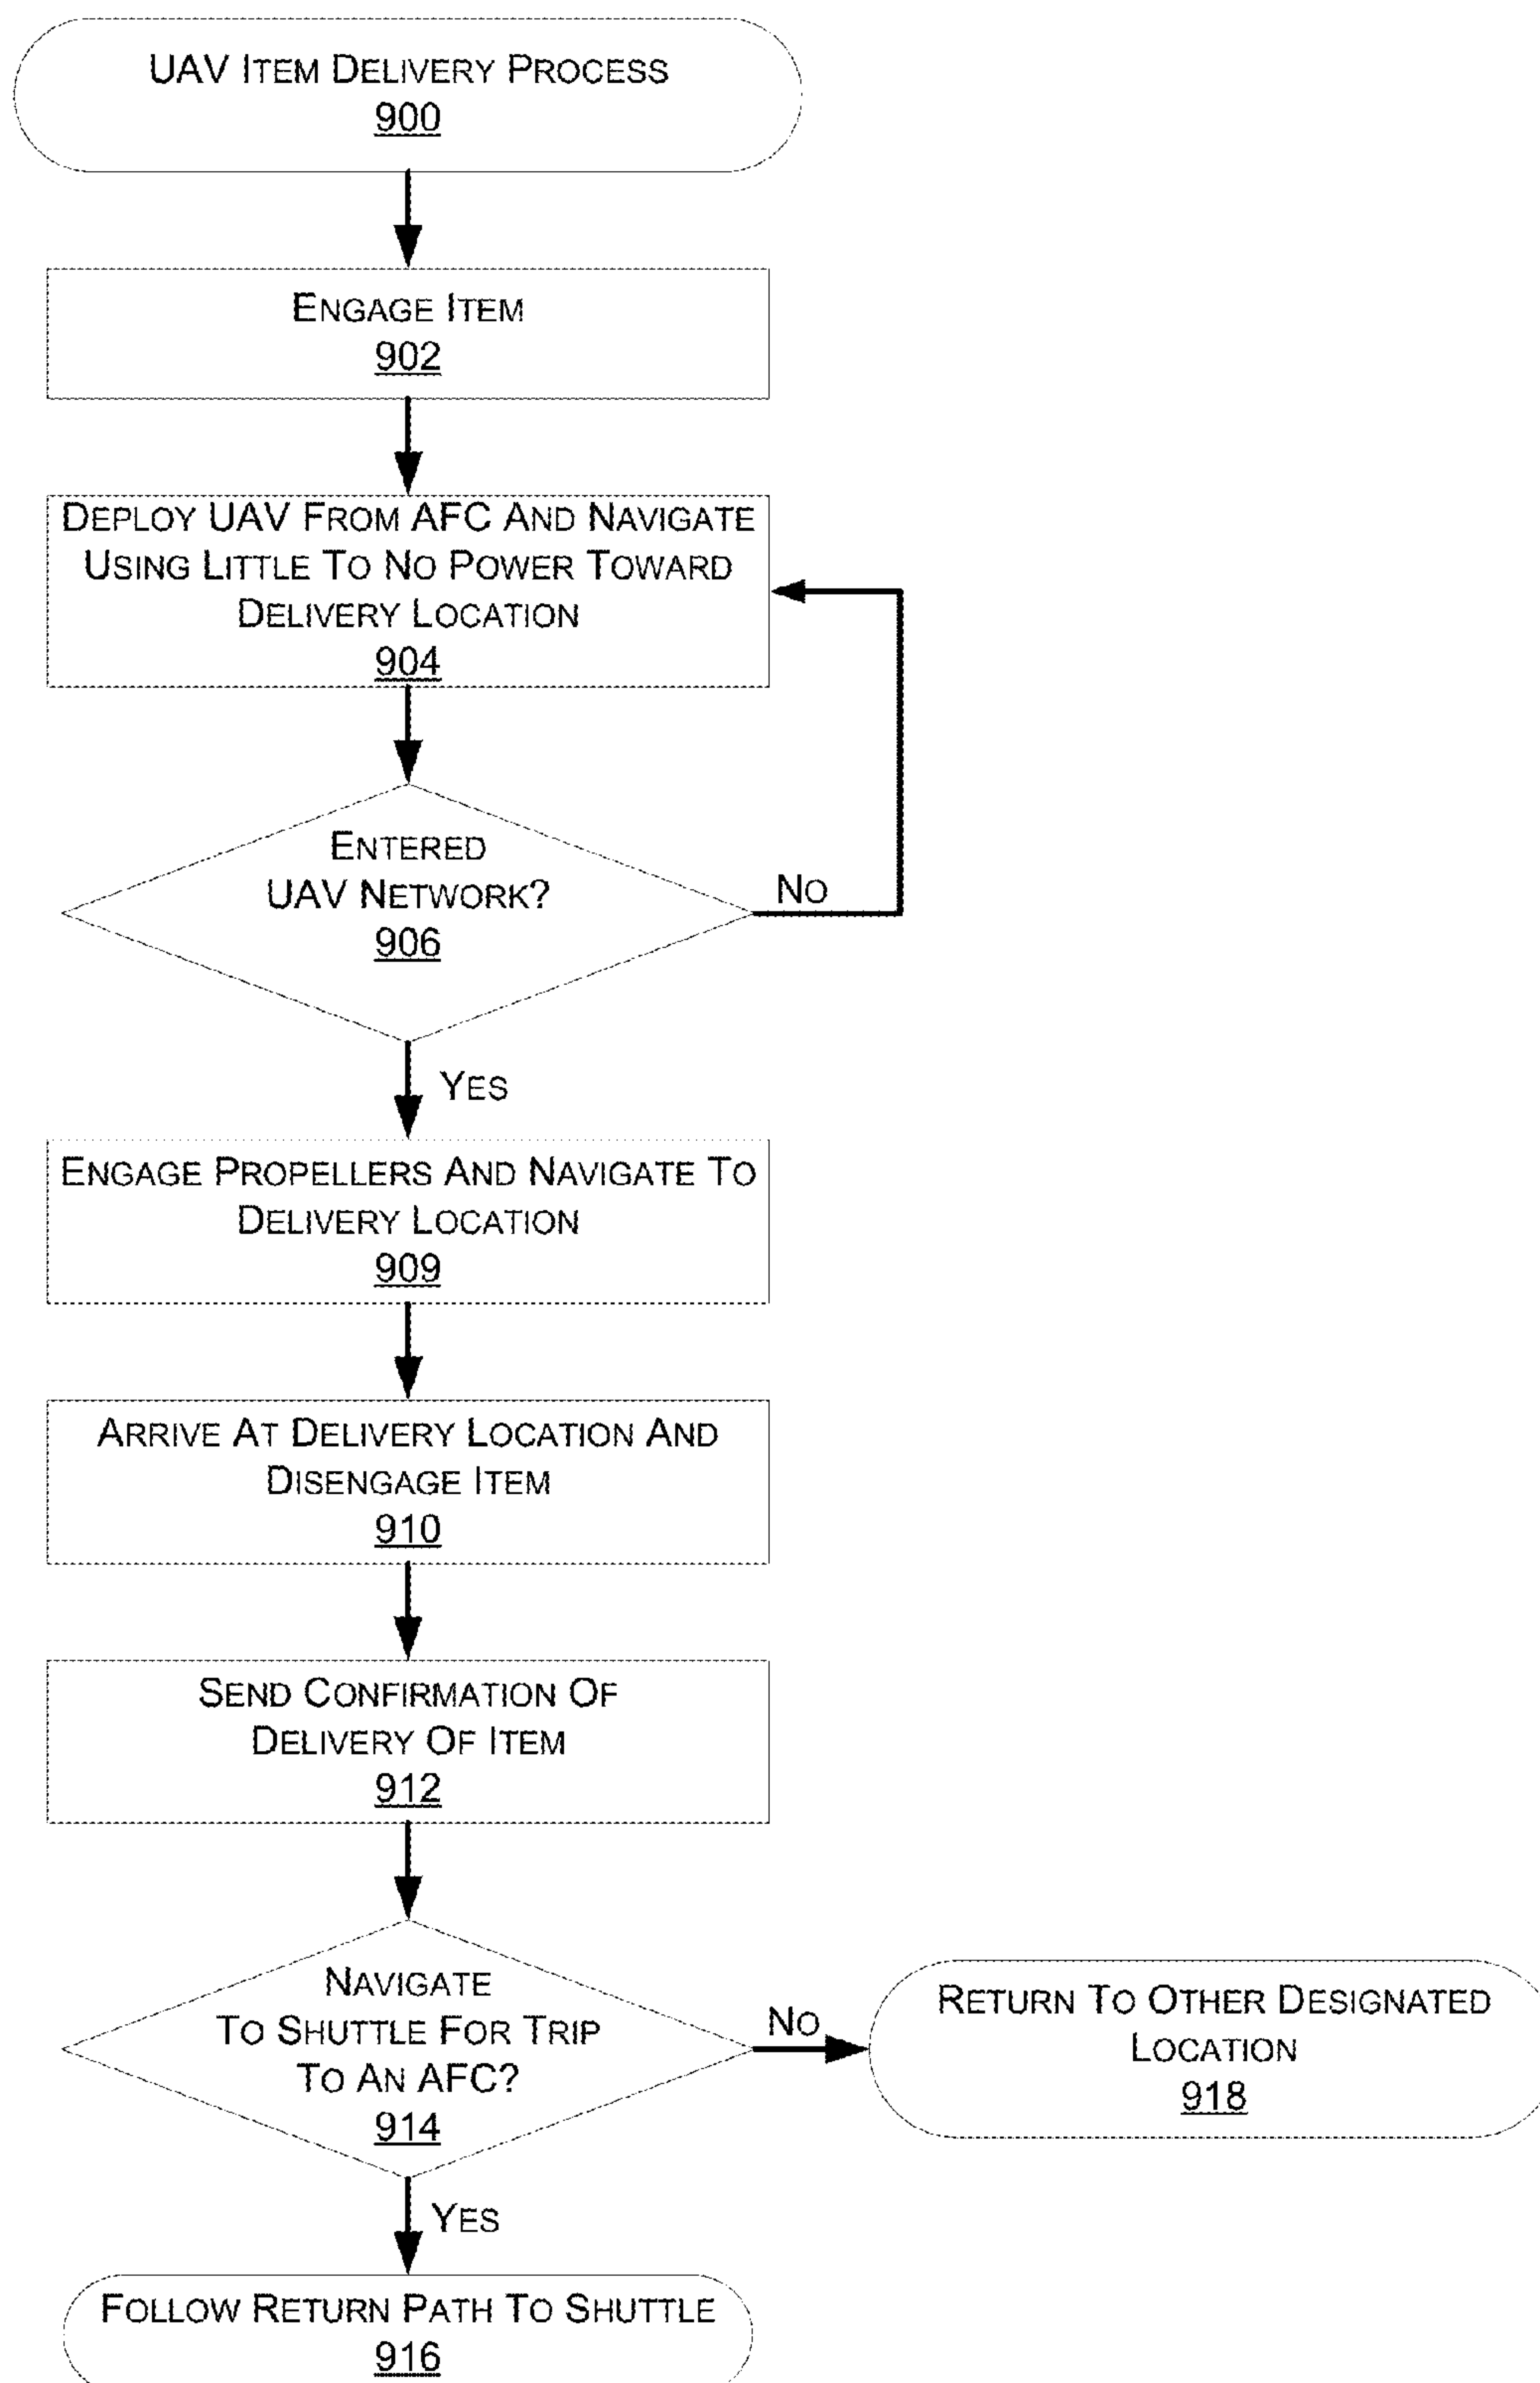 UAV ITEM DELIVERY PROCESS
900
ENGAGE ITEM
902
DEPLOY UAV FROM AFC AND NAVIGATE
USING LITTLE TO NO POWER TOWARD
DELIVERY LOCATION
904
ENTERED
UAV NETWORK?
906
NO
YES
ENGAGE PROPELLERS AND NAVIGATE TO
DELIVERY LOCATION
909
ARRIVE AT DELIVERY LOCATION AND
DISENGAGE ITEM
910
SEND CONFIRMATION OF
DELIVERY OF ITEM
912
NAVIGATE
TO SHUTTLE FOR TRIP
TO AN AFC?
914
NO
RETURN TO OTHER DESIGNATED
LOCATION
918
YES
FOLLOW RETURN PATH TO SHUTTLE
916